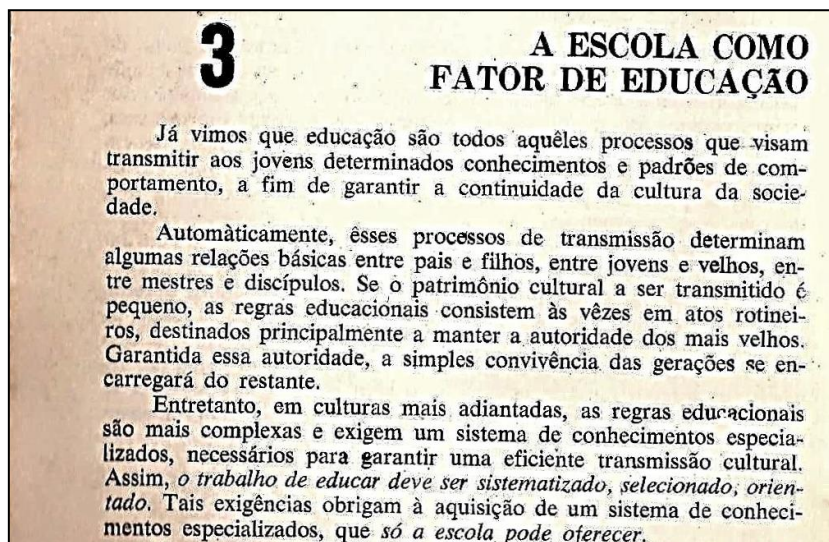 3
A ESCOLA COMO
FATOR DE EDUCAÇÃO
Já vimos que educação são todos aquêles processos que visam
transmitir aos jovens determinados conhecimentos e padrões de com-
portamento, a fim de garantir a continuidade da cultura da socie-
dade.
Automàticamente, êsses processos de transmissão determinam
algumas relações básicas entre pais e filhos, entre jovens e velhos, en-
tre mestres e discípulos. Se o patrimônio cultural a ser transmitido é
pequeno, as regras educacionais consistem às vêzes em atos rotinei-
ros, destinados principalmente a manter a autoridade dos mais velhos.
Garantida essa autoridade, a simples convivência das gerações se en-
carregará do restante.
Entretanto, em culturas mais adiantadas, as regras educacionais
são mais complexas e exigem um sistema de conhecimentos especia-
lizados, necessários para garantir uma eficiente transmissão cultural.
Assim, o trabalho de educar deve ser sistematizado, selecionado, orien-
tado. Tais exigências obrigam à aquisição de um sistema de conheci-
mentos especializados, que só a escola pode oferecer.